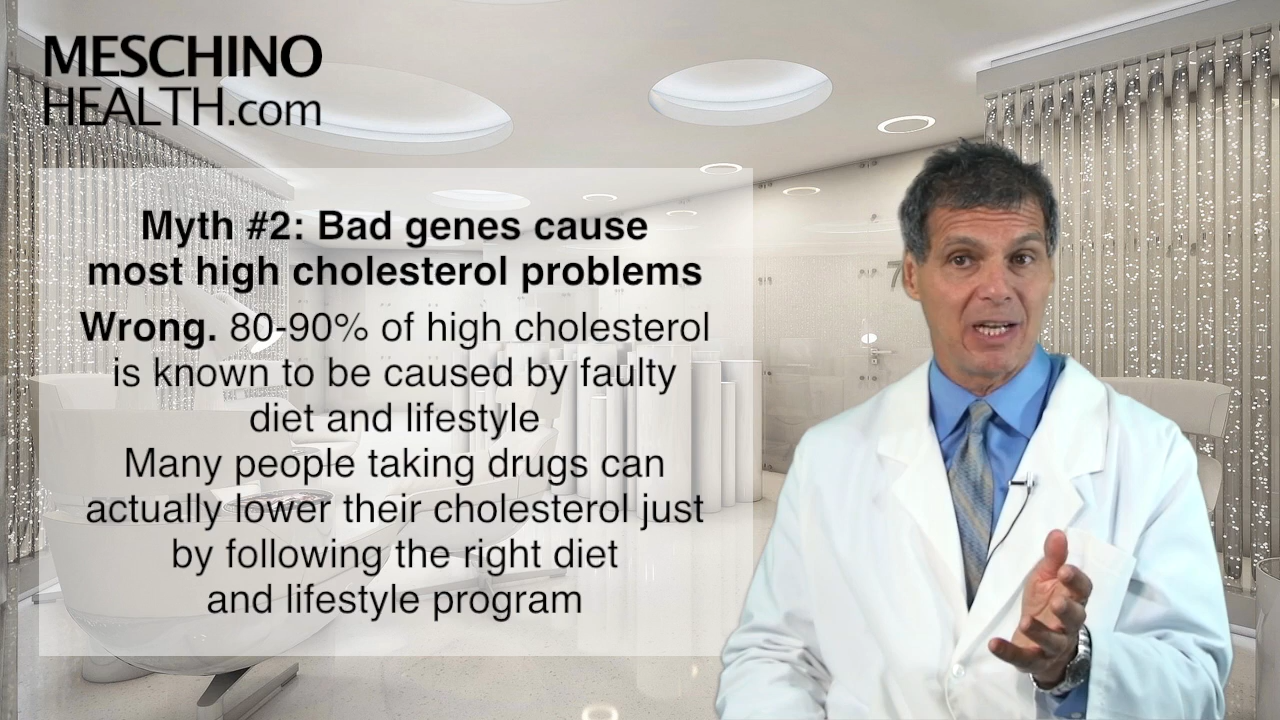 MESCHINO
HEALTH.com
Myth #2: Bad genes cause
most high cholesterol problems
Wrong. 80-90% of high cholesterol
is known to be caused by faulty
diet and lifestyle
Many people taking drugs can
actually lower their cholesterol just
by following the right diet
and lifestyle program
7